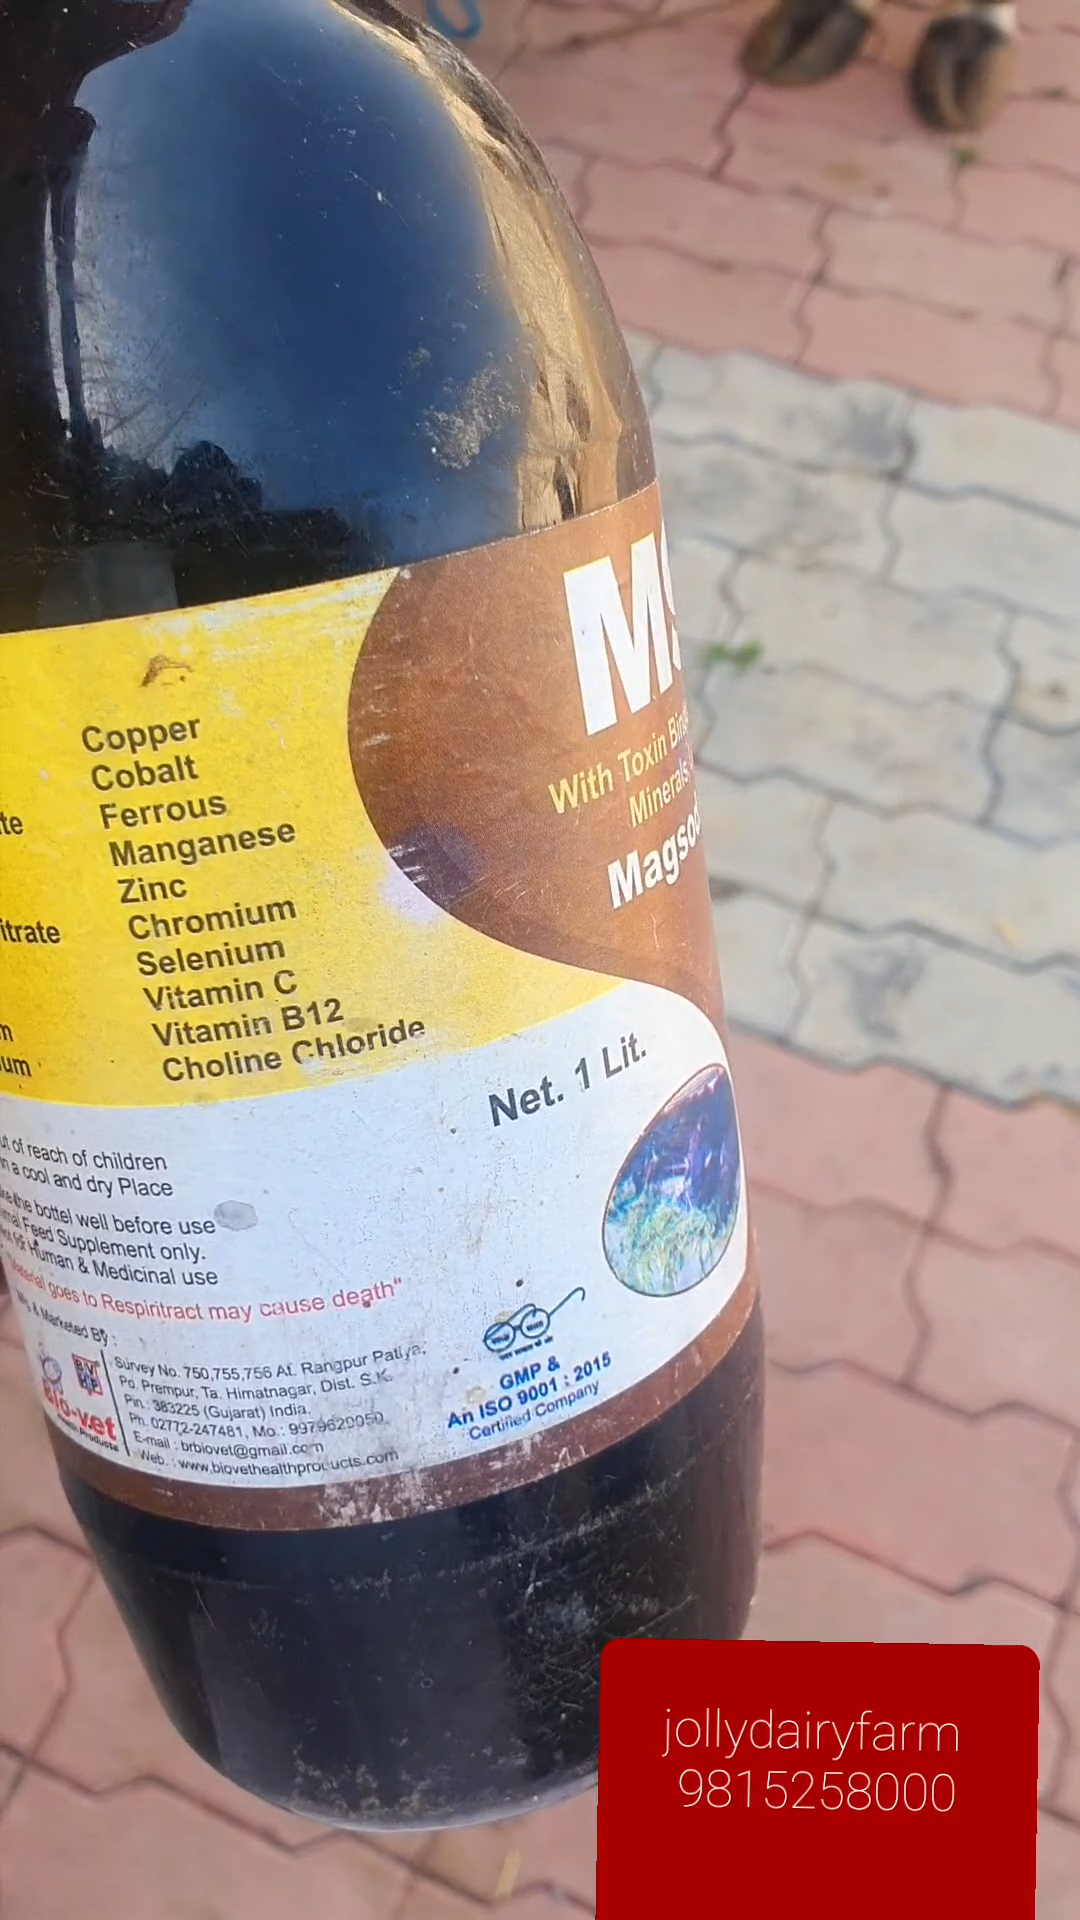 Copper
Cobalt
Ferrous
Manganese
Zinc
Chromium
Selenium
Vitamin C
Vitamin B12
Choline Chloride
te
itrate
m
um
With Toxin
Minerals
Net. 1 Lit.
of reach of children
in a cool and dry Place
the bottel well before use
Feed Supplement only.
Human & Medicinal use
goes to Respiritract may cause death"
& Marketed By :
Bio-vet
Survey No. 750,755,756 At. Rangpur Patiya,
Po. Prempur, Ta. Himatnagar, Dist. S.K.
Pin : 383225 (Gujarat) India.
Ph. 02772-247481, Mo.: 9979620050,
E-mail : brbiovet@gmail.com
Web. : www.biovethealthproducts.com
GMP &
An ISO 9001 : 2015
Certified Company
jollydairyfarm
9815258000